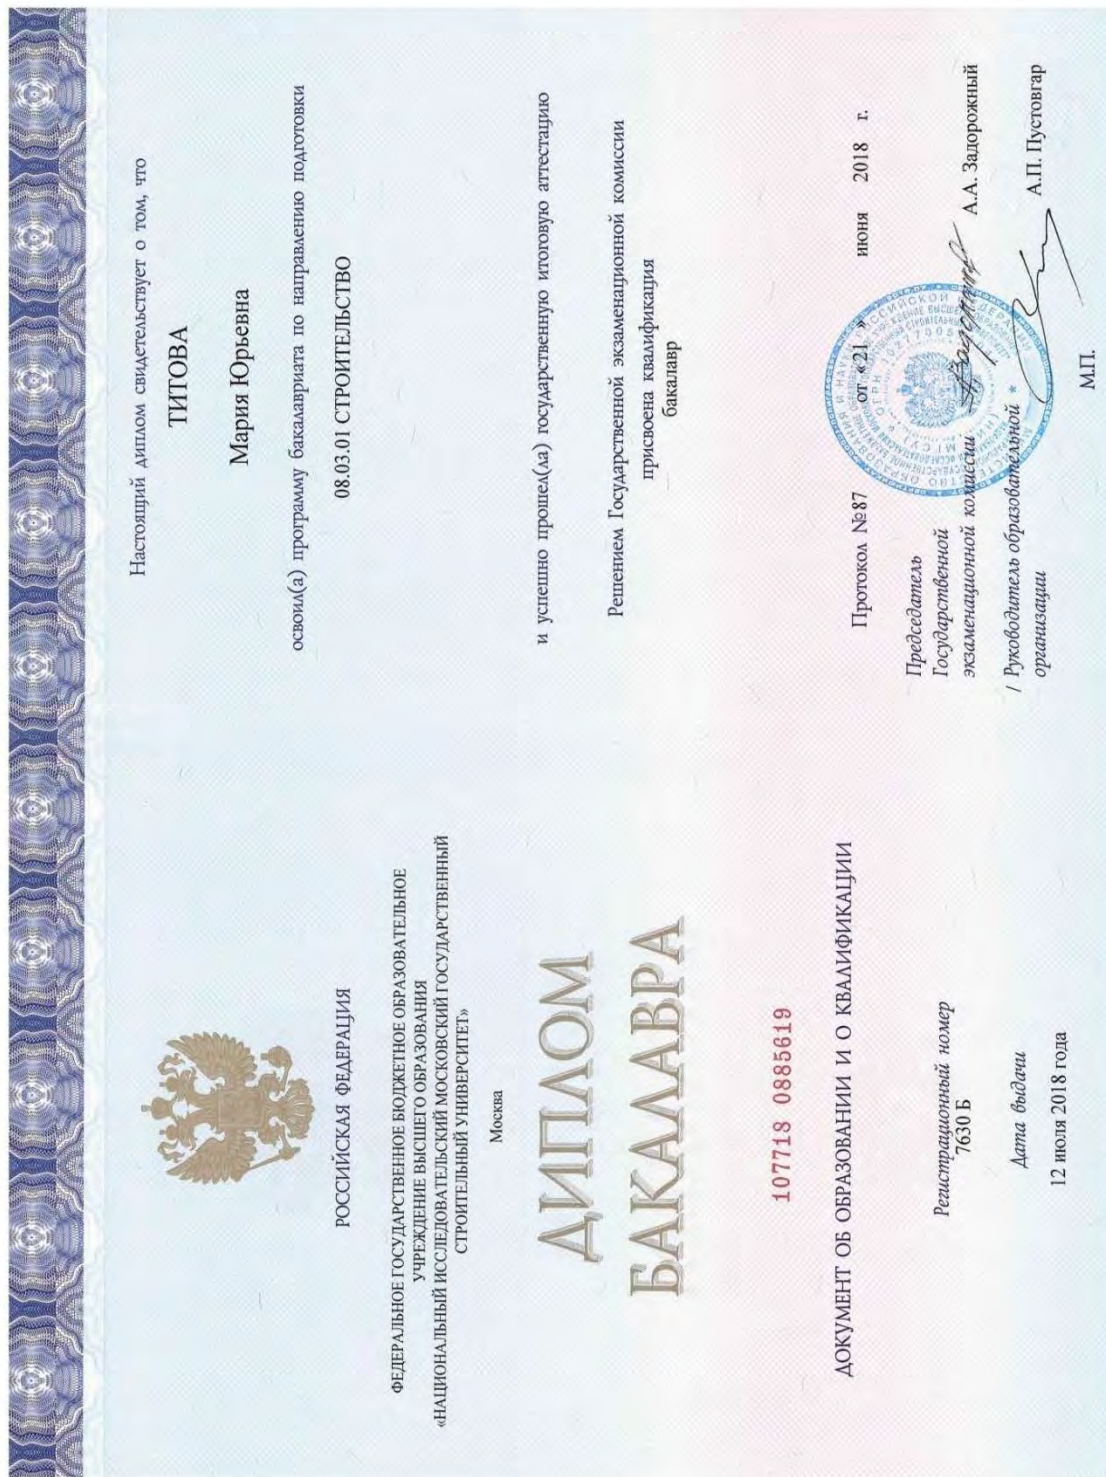 РОССИЙСКАЯ ФЕДЕРАЦИЯ
ФЕДЕРАЛЬНОЕ ГОСУДАРСТВЕННОЕ БЮДЖЕТНОЕ ОБРАЗОВАТЕЛЬНОЕ
УЧРЕЖДЕНИЕ ВЫСШЕГО ОБРАЗОВАНИЯ
«НАЦИОНАЛЬНЫЙ ИССЛЕДОВАТЕЛЬСКИЙ МОСКОВСКИЙ ГОСУДАРСТВЕННЫЙ
СТРОИТЕЛЬНЫЙ УНИВЕРСИТЕТ»
Москва
ДИПЛОМ
БАКАЛАВРА
107718 0885619
ДОКУМЕНТ ОБ ОБРАЗОВАНИИ И О КВАЛИФИКАЦИИ
Регистрационный номер
7630 Б
Дата выдачи
12 июля 2018 года
Настоящий диплом свидетельствует о том, что
ТИТОВА
Мария Юрьевна
освоил(а) программу бакалавриата по направлению подготовки
08.03.01 СТРОИТЕЛЬСТВО
и успешно прошел(ла) государственную итоговую аттестацию
Решением Государственной экзаменационной комиссии
присвоена квалификация
бакалавр
Протокол №87 от «21 » июня 2018 г.
Председатель
Государственной
экзаменационной комиссии А.А. Задорожный
/ Руководитель образовательной А.П. Пустовгар
организации
М.П.